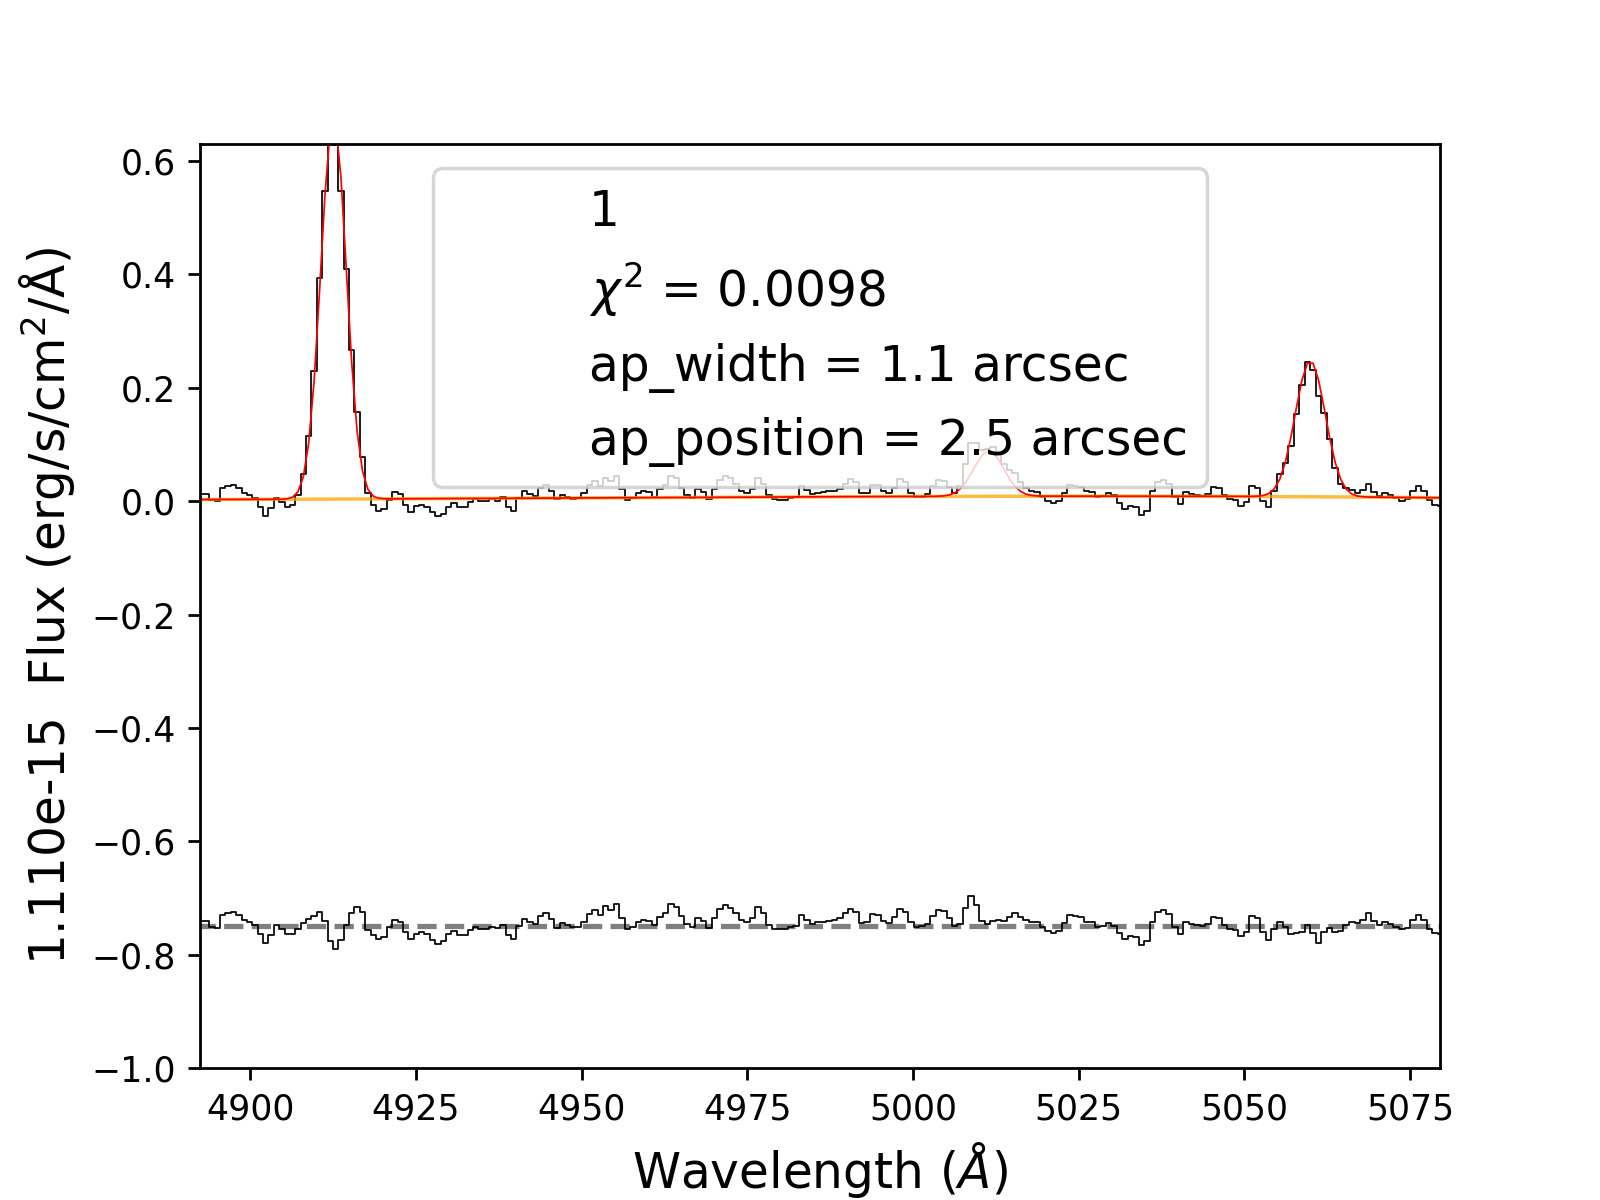 1
χ² = 0.0098
ap_width = 1.1 arcsec
ap_position = 2.5 arcsec
0.6
0.4
0.2
0.0
−0.2
−0.4
−0.6
−0.8
−1.0
1.110e-15 Flux (erg/s/cm²/Å)
4900 4925 4950 4975 5000 5025 5050 5075
Wavelength (Å)